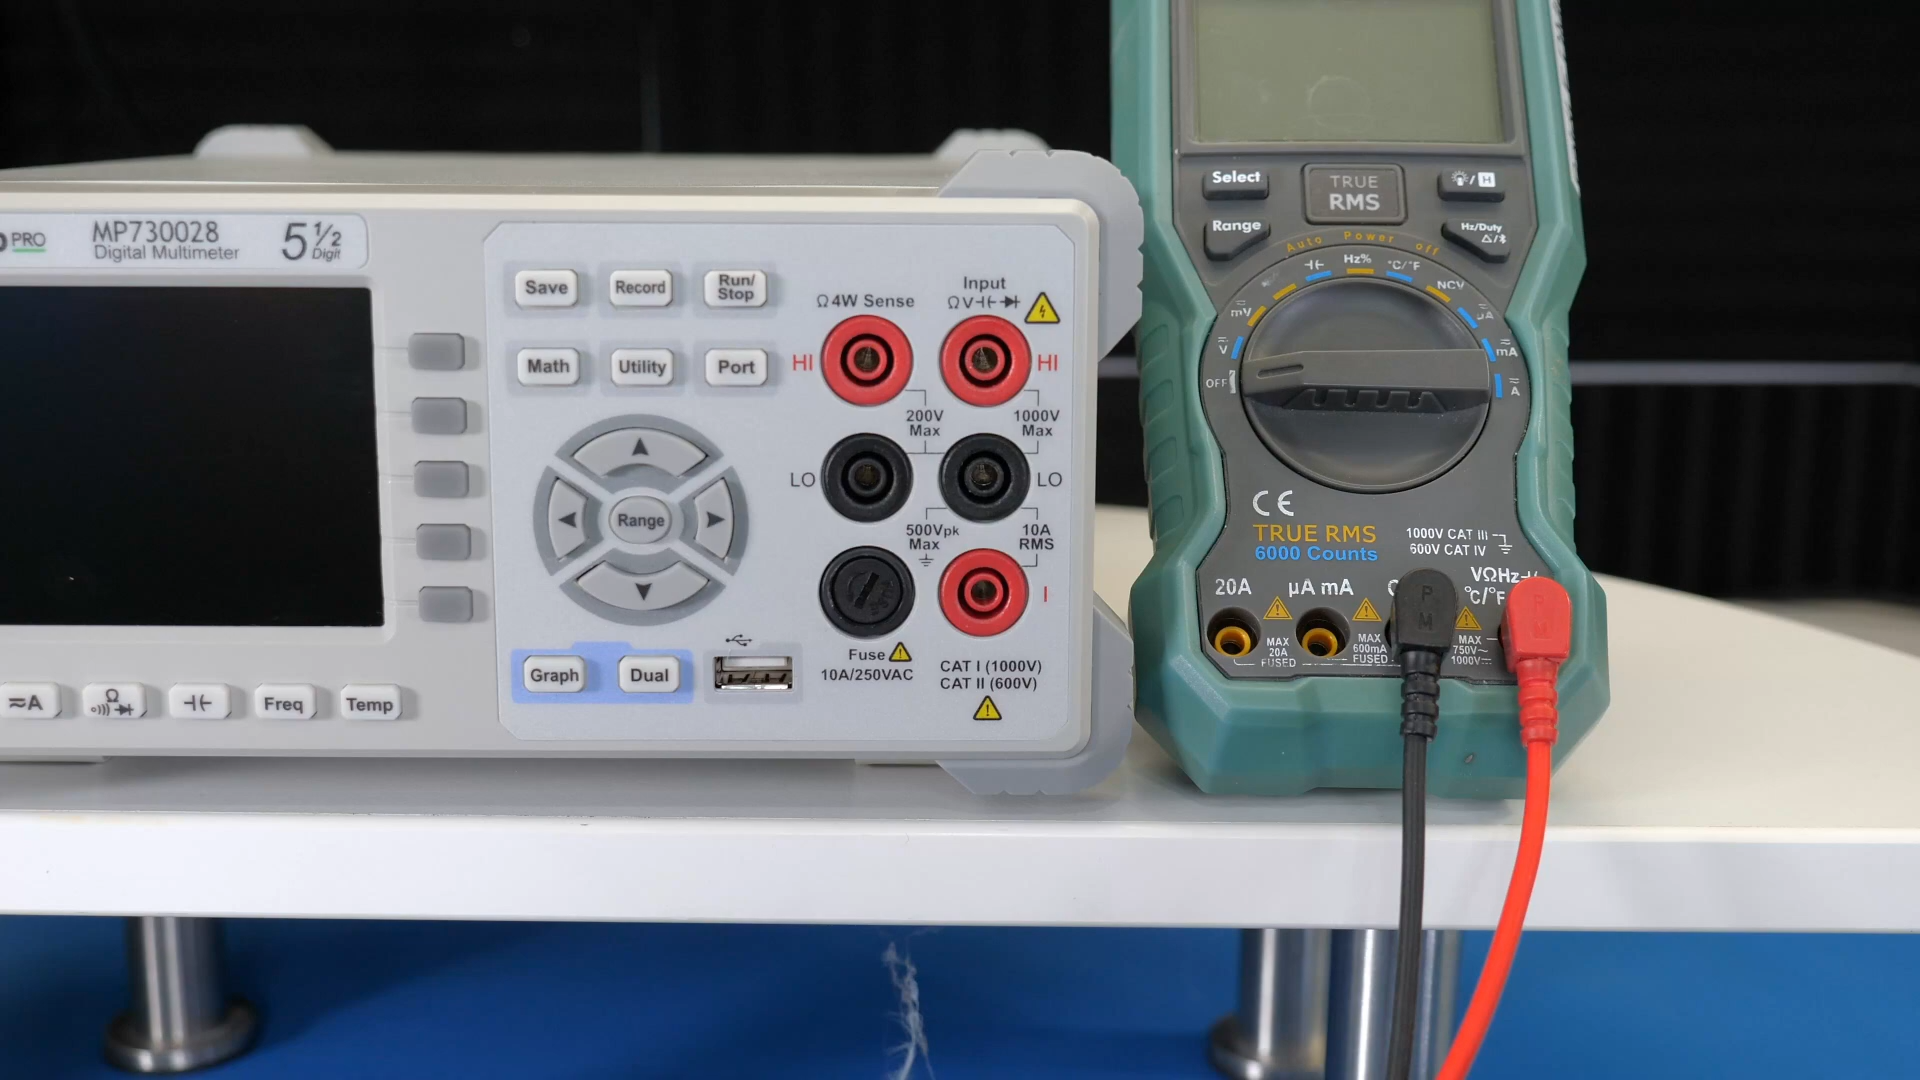 PRO
MP730028
Digital Multimeter
5 1/2
Digit
Save
Record
Run/
Stop
Math
Utility
Port
Range
Graph
Dual
≂A
Ω
Freq
Temp
Ω 4W Sense
Input
Ω V
HI
HI
200V
Max
1000V
Max
LO
LO
500Vpk
Max
10A
RMS
I
Fuse
10A/250VAC
CAT I (1000V)
CAT II (600V)
Select
TRUE
RMS
H
Range
Hz/Duty
Auto Power off
Hz%
°C/°F
NCV
mV
µA
V
mA
OFF
A
CE
TRUE RMS
6000 Counts
1000V CAT III
600V CAT IV
20A
µA mA
VΩHz
°C/°F
MAX
20A
FUSED
MAX
600mA
FUSED
MAX
750V~
1000V⎓
P
M
P
M